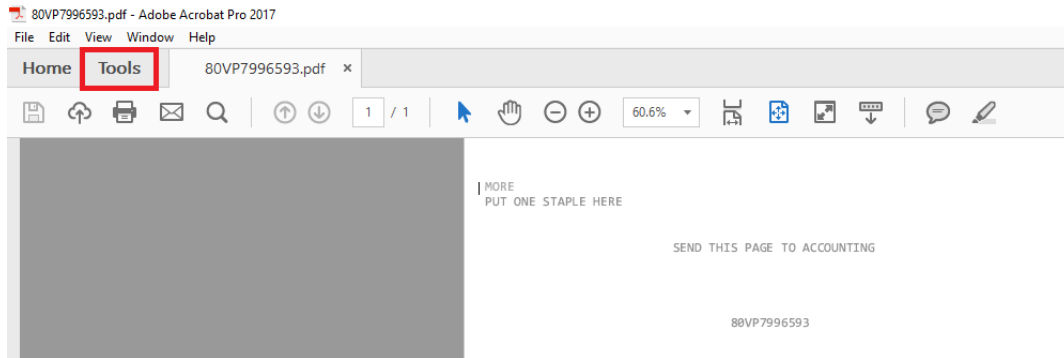 80VP7996593.pdf - Adobe Acrobat Pro 2017
File Edit View Window Help
Home Tools 80VP7996593.pdf ×
1 / 1 60.6%
MORE
PUT ONE STAPLE HERE
SEND THIS PAGE TO ACCOUNTING
80VP7996593